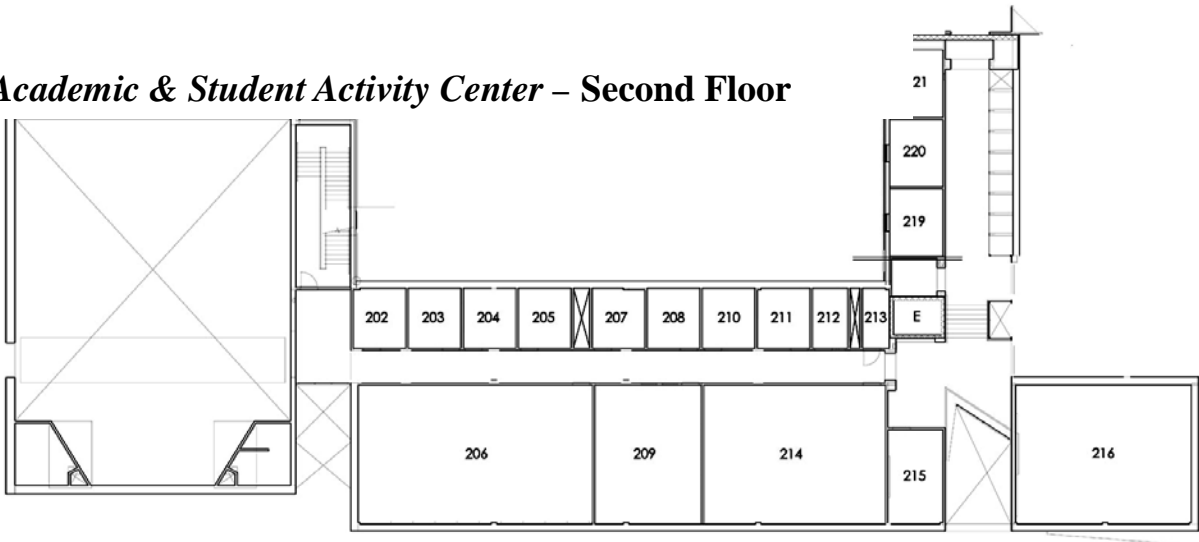 Academic & Student Activity Center – Second Floor
21
220
219
202 203 204 205 207 208 210 211 212 213 E
206 209 214 215 216